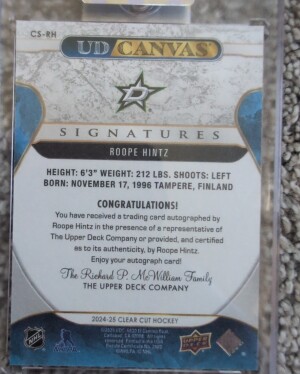 CS-RH
UD CANVAS
SIGNATURES
ROOPE HINTZ
HEIGHT: 6'3" WEIGHT: 212 LBS. SHOOTS: LEFT
BORN: NOVEMBER 17, 1996 TAMPERE, FINLAND
CONGRATULATIONS!
You have received a trading card autographed by
Roope Hintz in the presence of a representative of
The Upper Deck Company or provided, and certified
as to its authenticity, by Roope Hintz.
Enjoy your autograph card!
The Richard P. McWilliam Family
THE UPPER DECK COMPANY
2024-25 CLEAR CUT HOCKEY
NHL
UPPER DECK